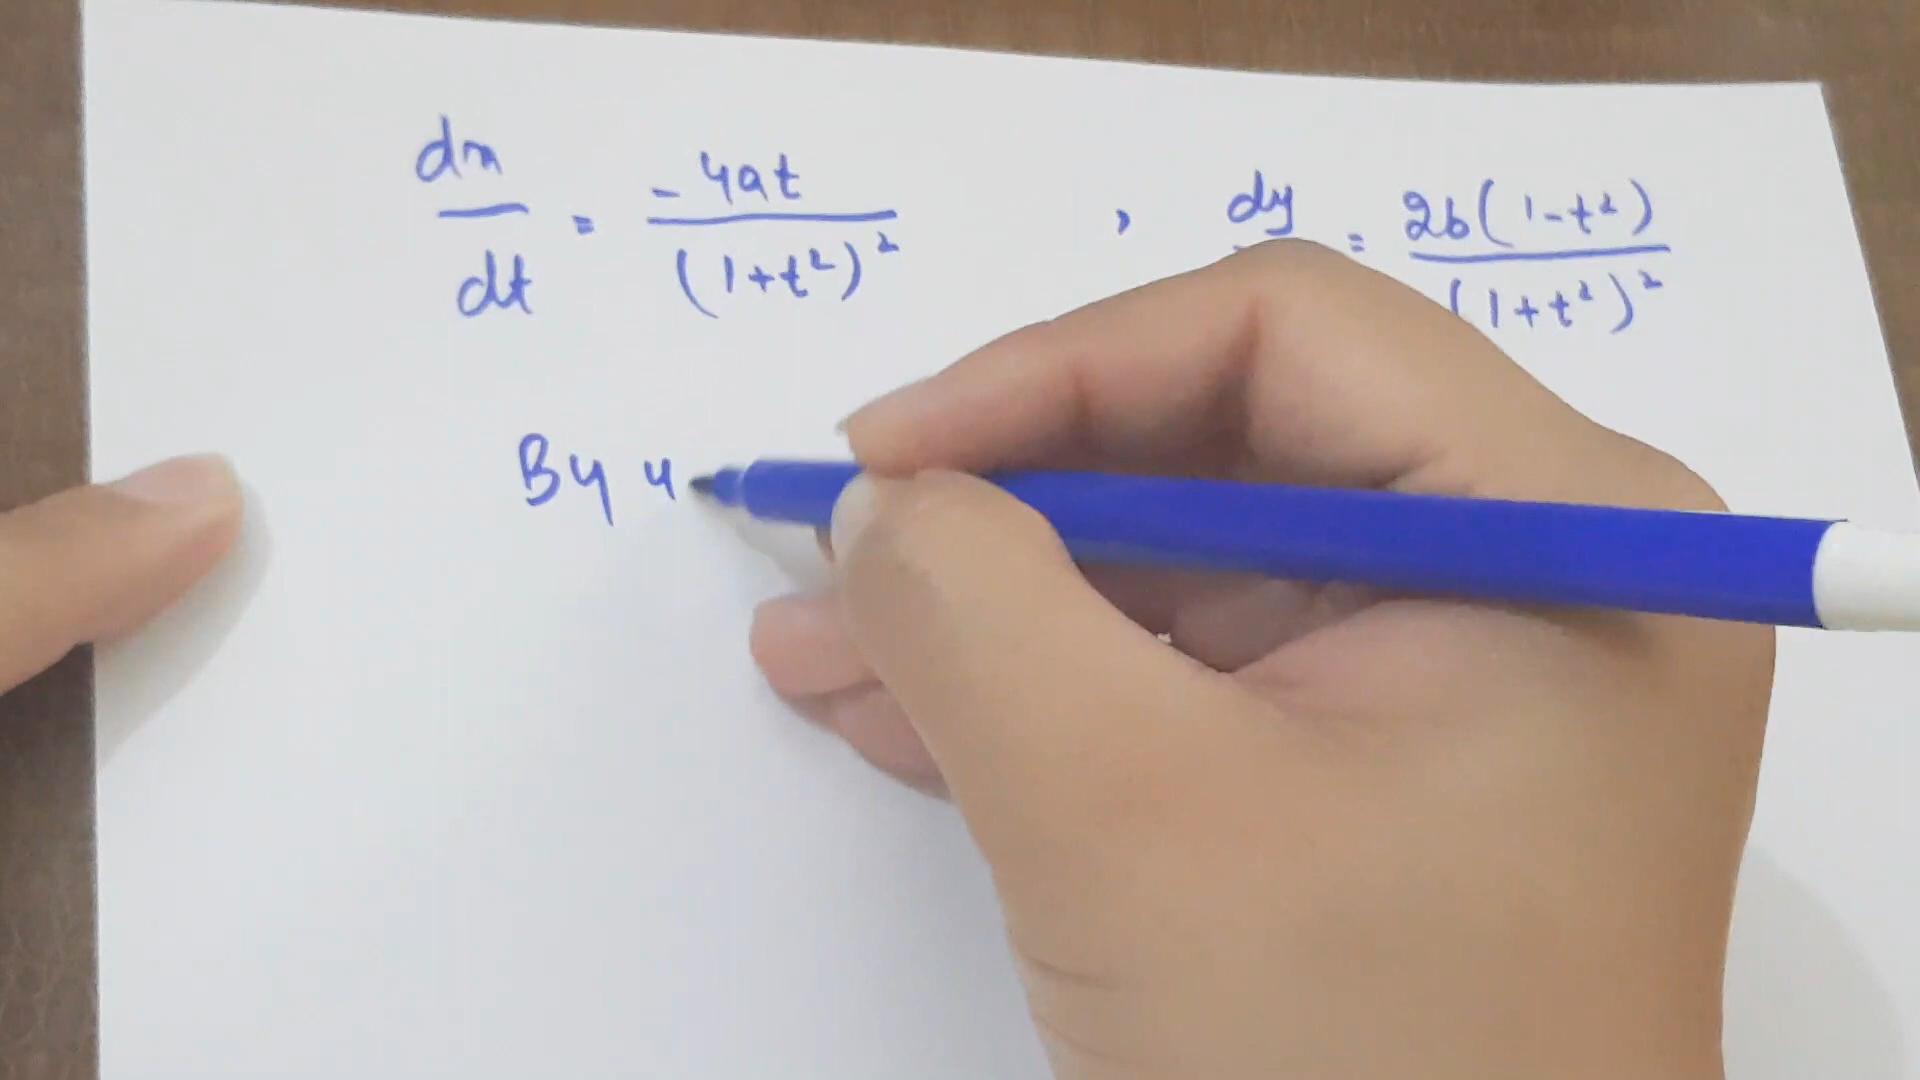 dx/dt = -4at/(1+t²)² , dy = 2b(1-t²)/(1+t²)²
By u